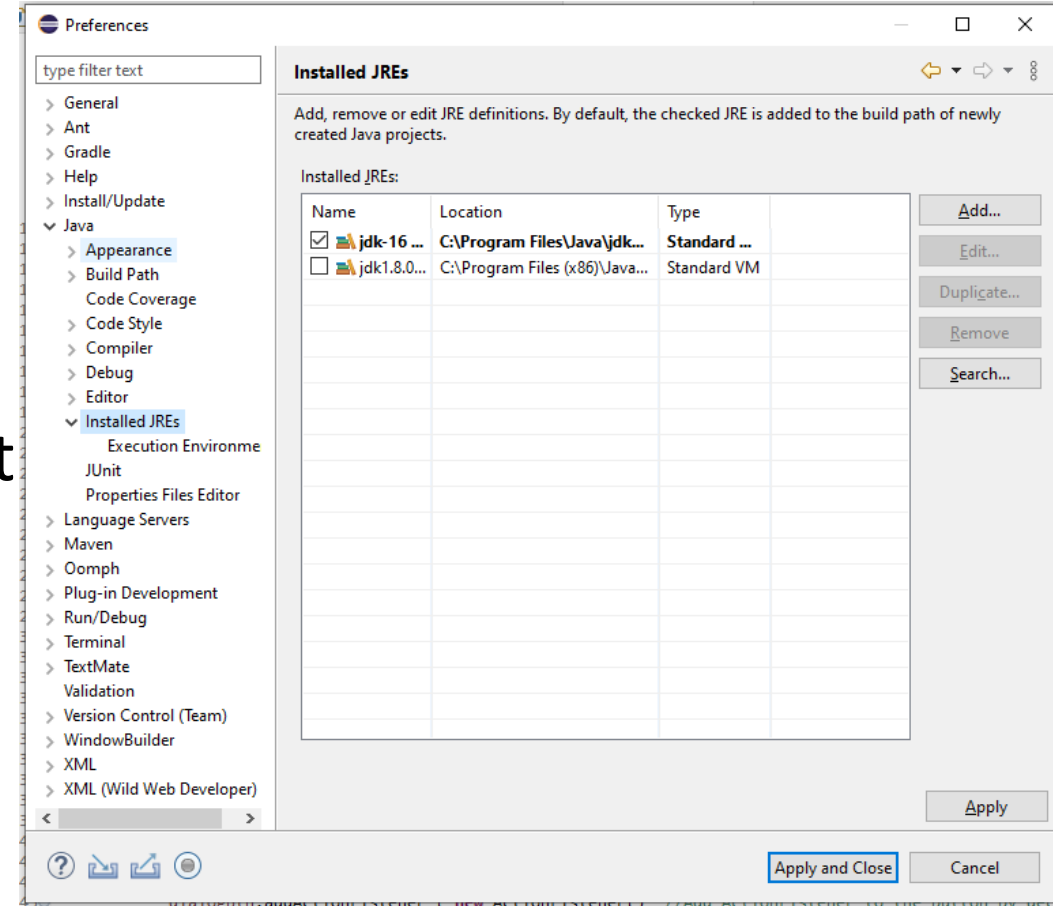 Preferences
type filter text
General
Ant
Gradle
Help
Install/Update
Java
Appearance
Build Path
Code Coverage
Code Style
Compiler
Debug
Editor
Installed JREs
Execution Environme
JUnit
Properties Files Editor
Language Servers
Maven
Oomph
Plug-in Development
Run/Debug
Terminal
TextMate
Validation
Version Control (Team)
WindowBuilder
XML
XML (Wild Web Developer)
Installed JREs
Add, remove or edit JRE definitions. By default, the checked JRE is added to the build path of newly
created Java projects.
Installed JREs:
Name Location Type
jdk-16 ... C:\Program Files\Java\jdk... Standard ...
jdk1.8.0... C:\Program Files (x86)\Java... Standard VM
Add...
Edit...
Duplicate...
Remove
Search...
Apply
Apply and Close Cancel
t